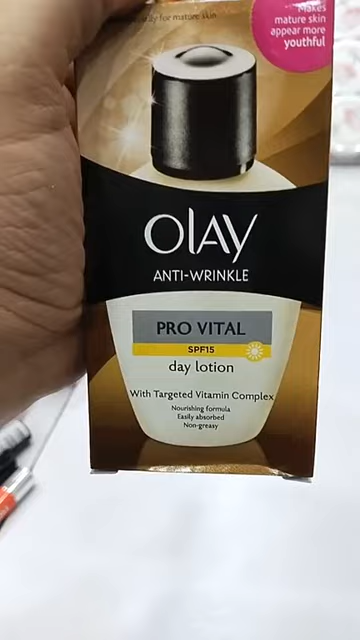 for mature skin
Makes
mature skin
appear more
youthful
OLAY
ANTI-WRINKLE
PRO VITAL
SPF15
day lotion
With Targeted Vitamin Complex
Nourishing formula
Easily absorbed
Non-greasy